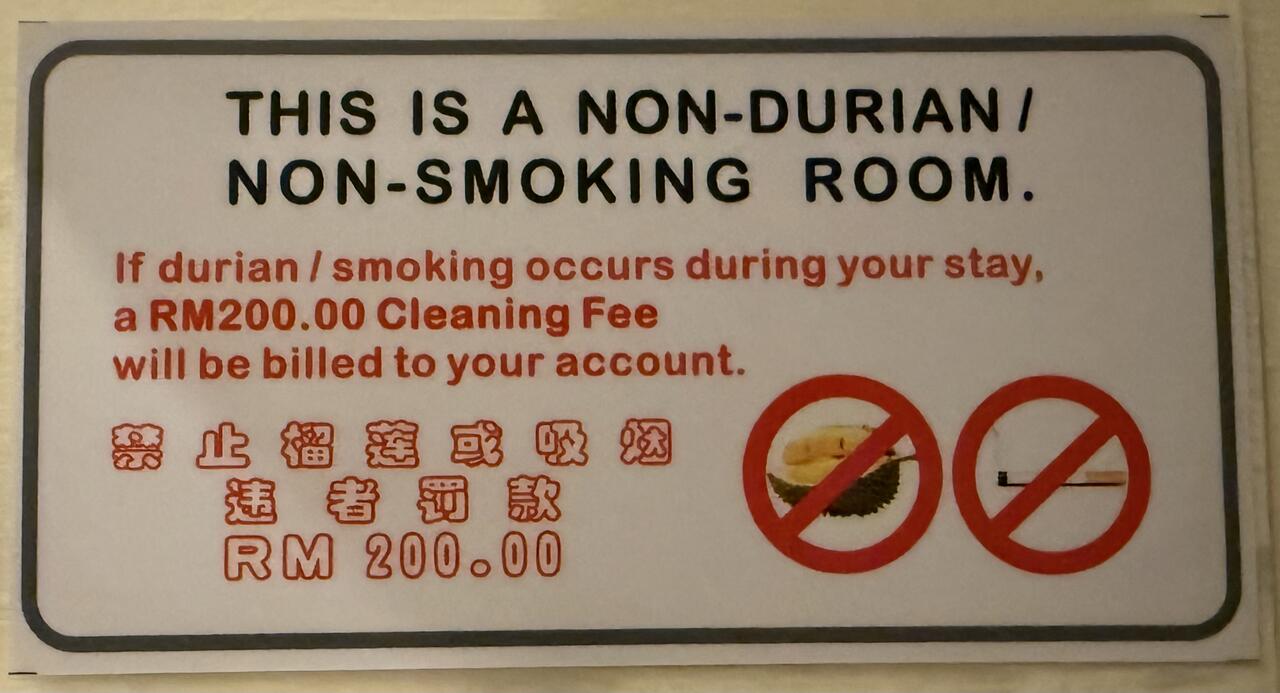 THIS IS A NON-DURIAN /
NON-SMOKING ROOM.
If durian / smoking occurs during your stay,
a RM200.00 Cleaning Fee
will be billed to your account.
禁止榴莲或吸烟
违者罚款
RM 200.00